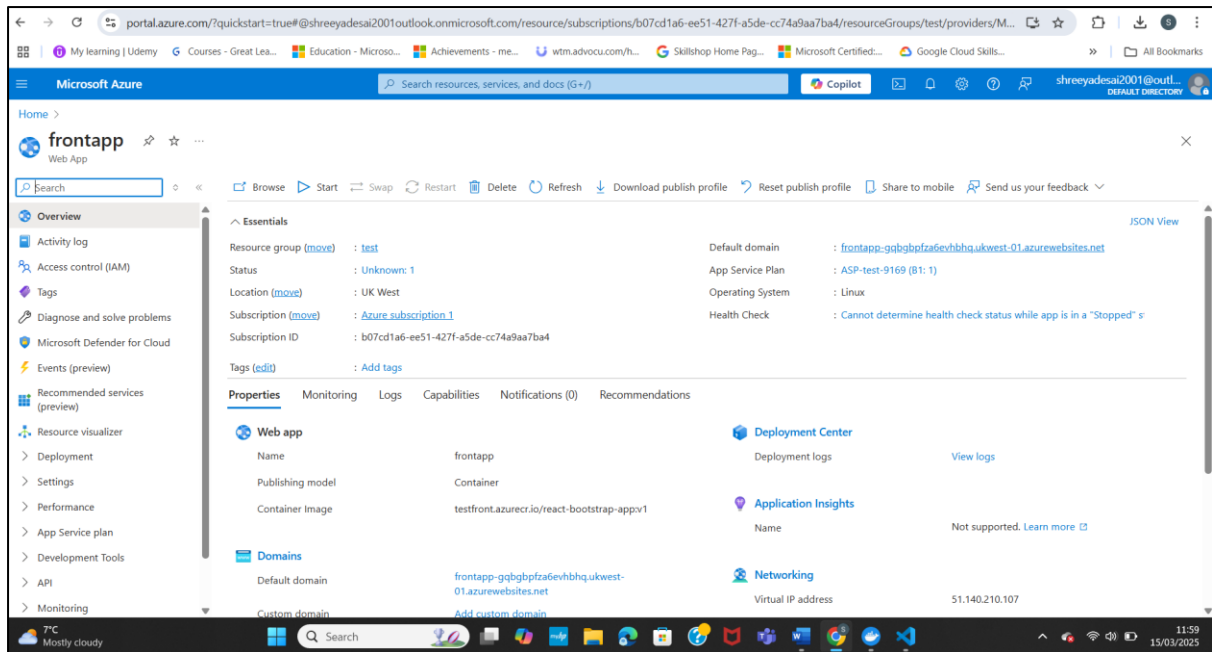 portal.azure.com/?quickstart=true#@shreeyadesai2001outlook.onmicrosoft.com/resource/subscriptions/b07cd1a6-ee51-427f-a5de-cc74a9aa7ba4/resourceGroups/test/providers/M...
S
My learning | Udemy Courses - Great Lea... Education - Microso... Achievements - me... wtm.advocu.com/h... Skillshop Home Pag... Microsoft Certified:... Google Cloud Skills... » All Bookmarks
Microsoft Azure Search resources, services, and docs (G+/) Copilot shreeyadesai2001@outl...
DEFAULT DIRECTORY
Home >
frontapp ...
Web App
Search « Browse Start Swap Restart Delete Refresh Download publish profile Reset publish profile Share to mobile Send us your feedback
Overview
Activity log
Access control (IAM)
Tags
Diagnose and solve problems
Microsoft Defender for Cloud
Events (preview)
Recommended services
(preview)
Resource visualizer
Deployment
Settings
Performance
App Service plan
Development Tools
API
Monitoring
Essentials JSON View
Resource group (move) : test
Status : Unknown: 1
Location (move) : UK West
Subscription (move) : Azure subscription 1
Subscription ID : b07cd1a6-ee51-427f-a5de-cc74a9aa7ba4
Default domain : frontapp-gqbgbpfza6evhbhq.ukwest-01.azurewebsites.net
App Service Plan : ASP-test-9169 (B1: 1)
Operating System : Linux
Health Check : Cannot determine health check status while app is in a "Stopped" s
Tags (edit) : Add tags
Properties Monitoring Logs Capabilities Notifications (0) Recommendations
Web app
Name frontapp
Publishing model Container
Container Image testfront.azurecr.io/react-bootstrap-app:v1
Domains
Default domain frontapp-gqbgbpfza6evhbhq.ukwest-
01.azurewebsites.net
Custom domain Add custom domain
Deployment Center
Deployment logs View logs
Application Insights
Name Not supported. Learn more
Networking
Virtual IP address 51.140.210.107
7°C
Mostly cloudy
Search
11:59
15/03/2025